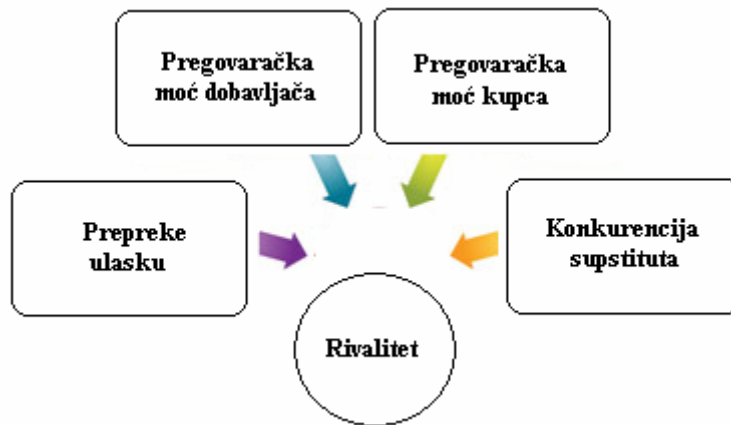 Pregovaračka
moć dobavljača
Pregovaračka
moć kupca
Prepreke
ulasku
Konkurencija
supstituta
Rivalitet